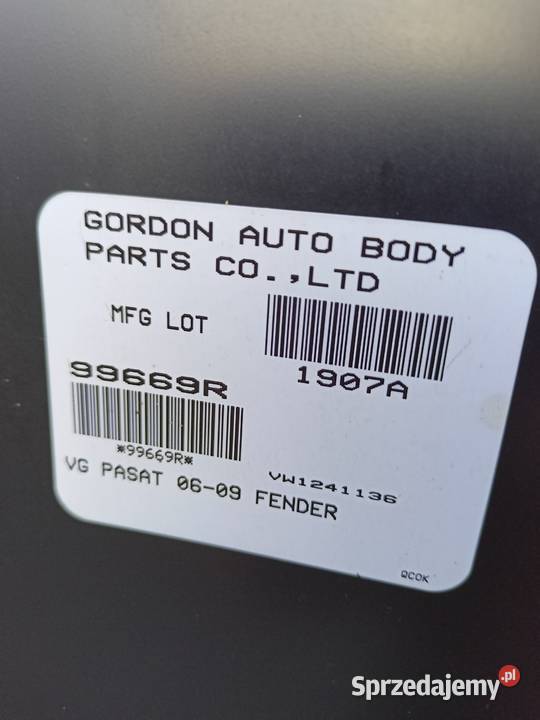 GORDON AUTO BODY
PARTS CO.,LTD
MFG LOT
1907A
99669R
*99669R*
VW1241136
VG PASAT 06-09 FENDER
QCOK
Sprzedajemy.pl